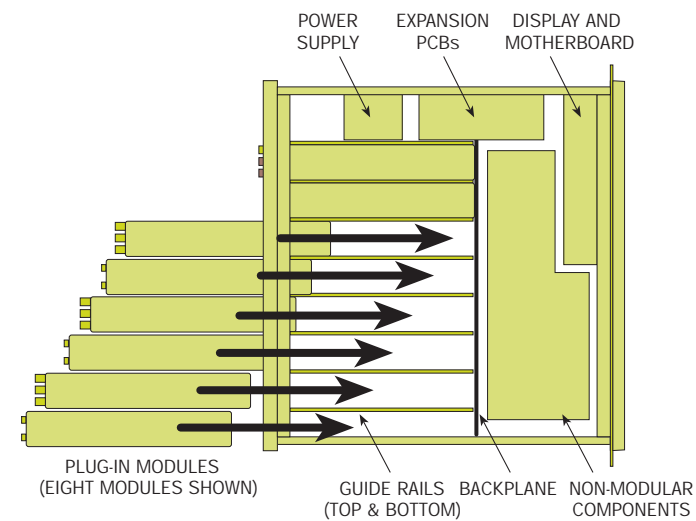 POWER
SUPPLY
EXPANSION
PCBs
DISPLAY AND
MOTHERBOARD
PLUG-IN MODULES
(EIGHT MODULES SHOWN)
GUIDE RAILS
(TOP & BOTTOM)
BACKPLANE
NON-MODULAR
COMPONENTS